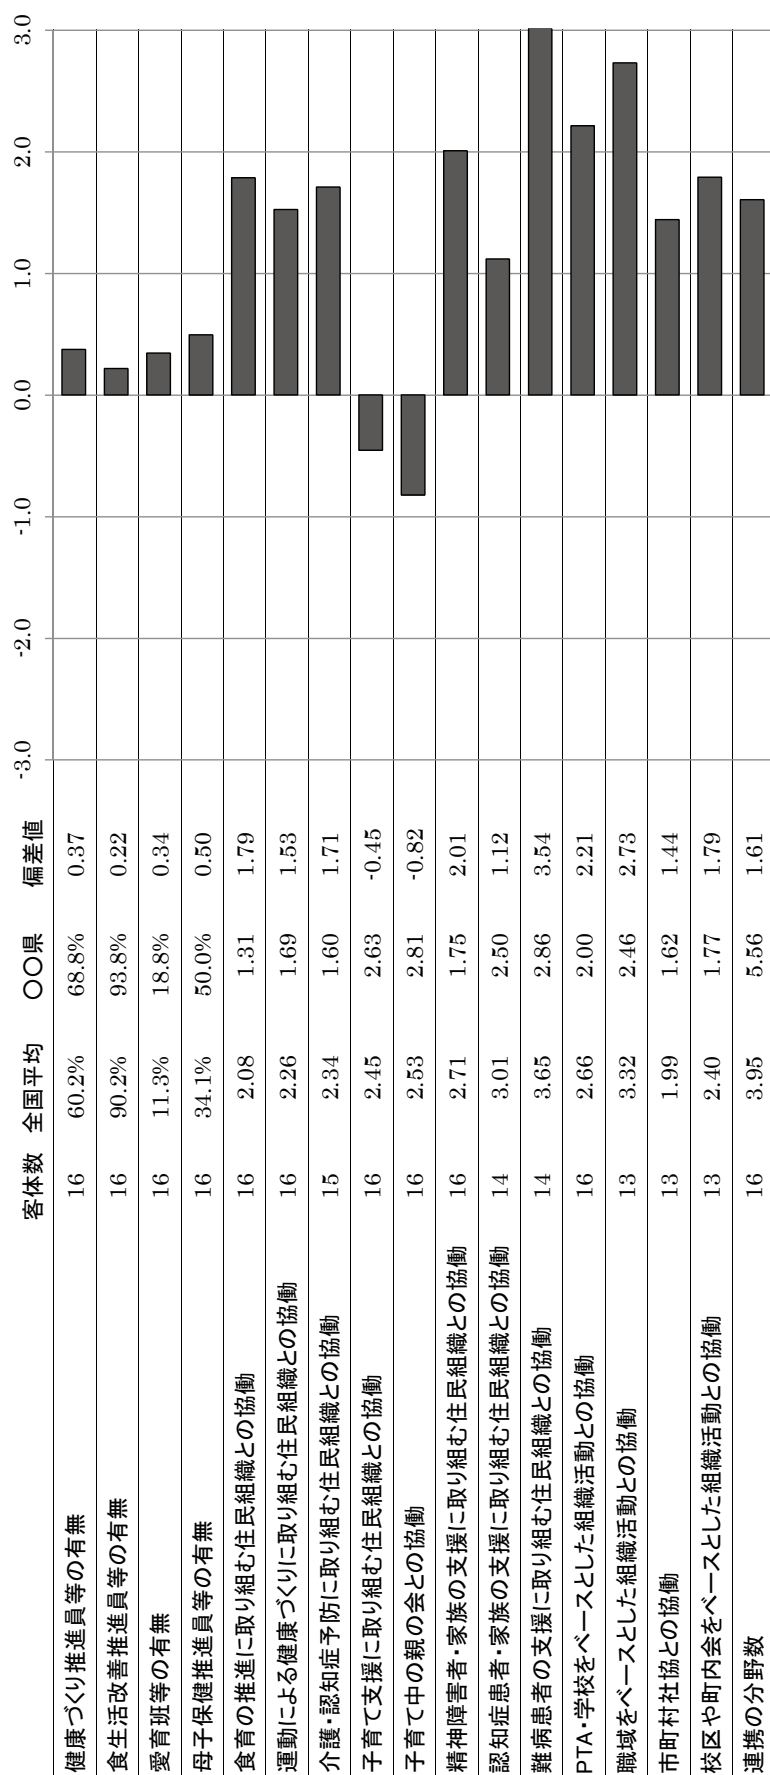 客体数 全国平均 〇〇県 偏差値 -3.0 -2.0 -1.0 0.0 1.0 2.0 3.0
健康づくり推進員等の有無 16 60.2% 68.8% 0.37
食生活改善推進員等の有無 16 90.2% 93.8% 0.22
愛育班等の有無 16 11.3% 18.8% 0.34
母子保健推進員等の有無 16 34.1% 50.0% 0.50
食育の推進に取り組む住民組織との協働 16 2.08 1.31 1.79
運動による健康づくりに取り組む住民組織との協働 16 2.26 1.69 1.53
介護・認知症予防に取り組む住民組織との協働 15 2.34 1.60 1.71
子育て支援に取り組む住民組織との協働 16 2.45 2.63 -0.45
子育て中の親の会との協働 16 2.53 2.81 -0.82
精神障害者・家族の支援に取り組む住民組織との協働 16 2.71 1.75 2.01
認知症患者・家族の支援に取り組む住民組織との協働 14 3.01 2.50 1.12
難病患者の支援に取り組む住民組織との協働 14 3.65 2.86 3.54
PTA・学校をベースとした組織活動との協働 16 2.66 2.00 2.21
職域をベースとした組織活動との協働 13 3.32 2.46 2.73
市町村社協との協働 13 1.99 1.62 1.44
校区や町内会をベースとした組織活動との協働 13 2.40 1.77 1.79
連携の分野数 16 3.95 5.56 1.61